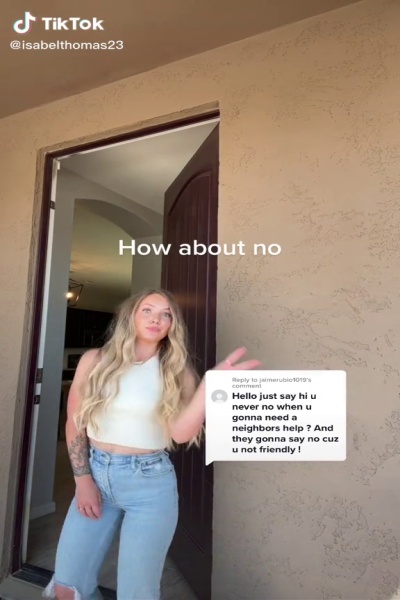 TikTok
@isabelthomas23
How about no
Reply to jaimerubio1019's
comment
Hello just say hi u
never no when u
gonna need a
neighbors help ? And
they gonna say no cuz
u not friendly !